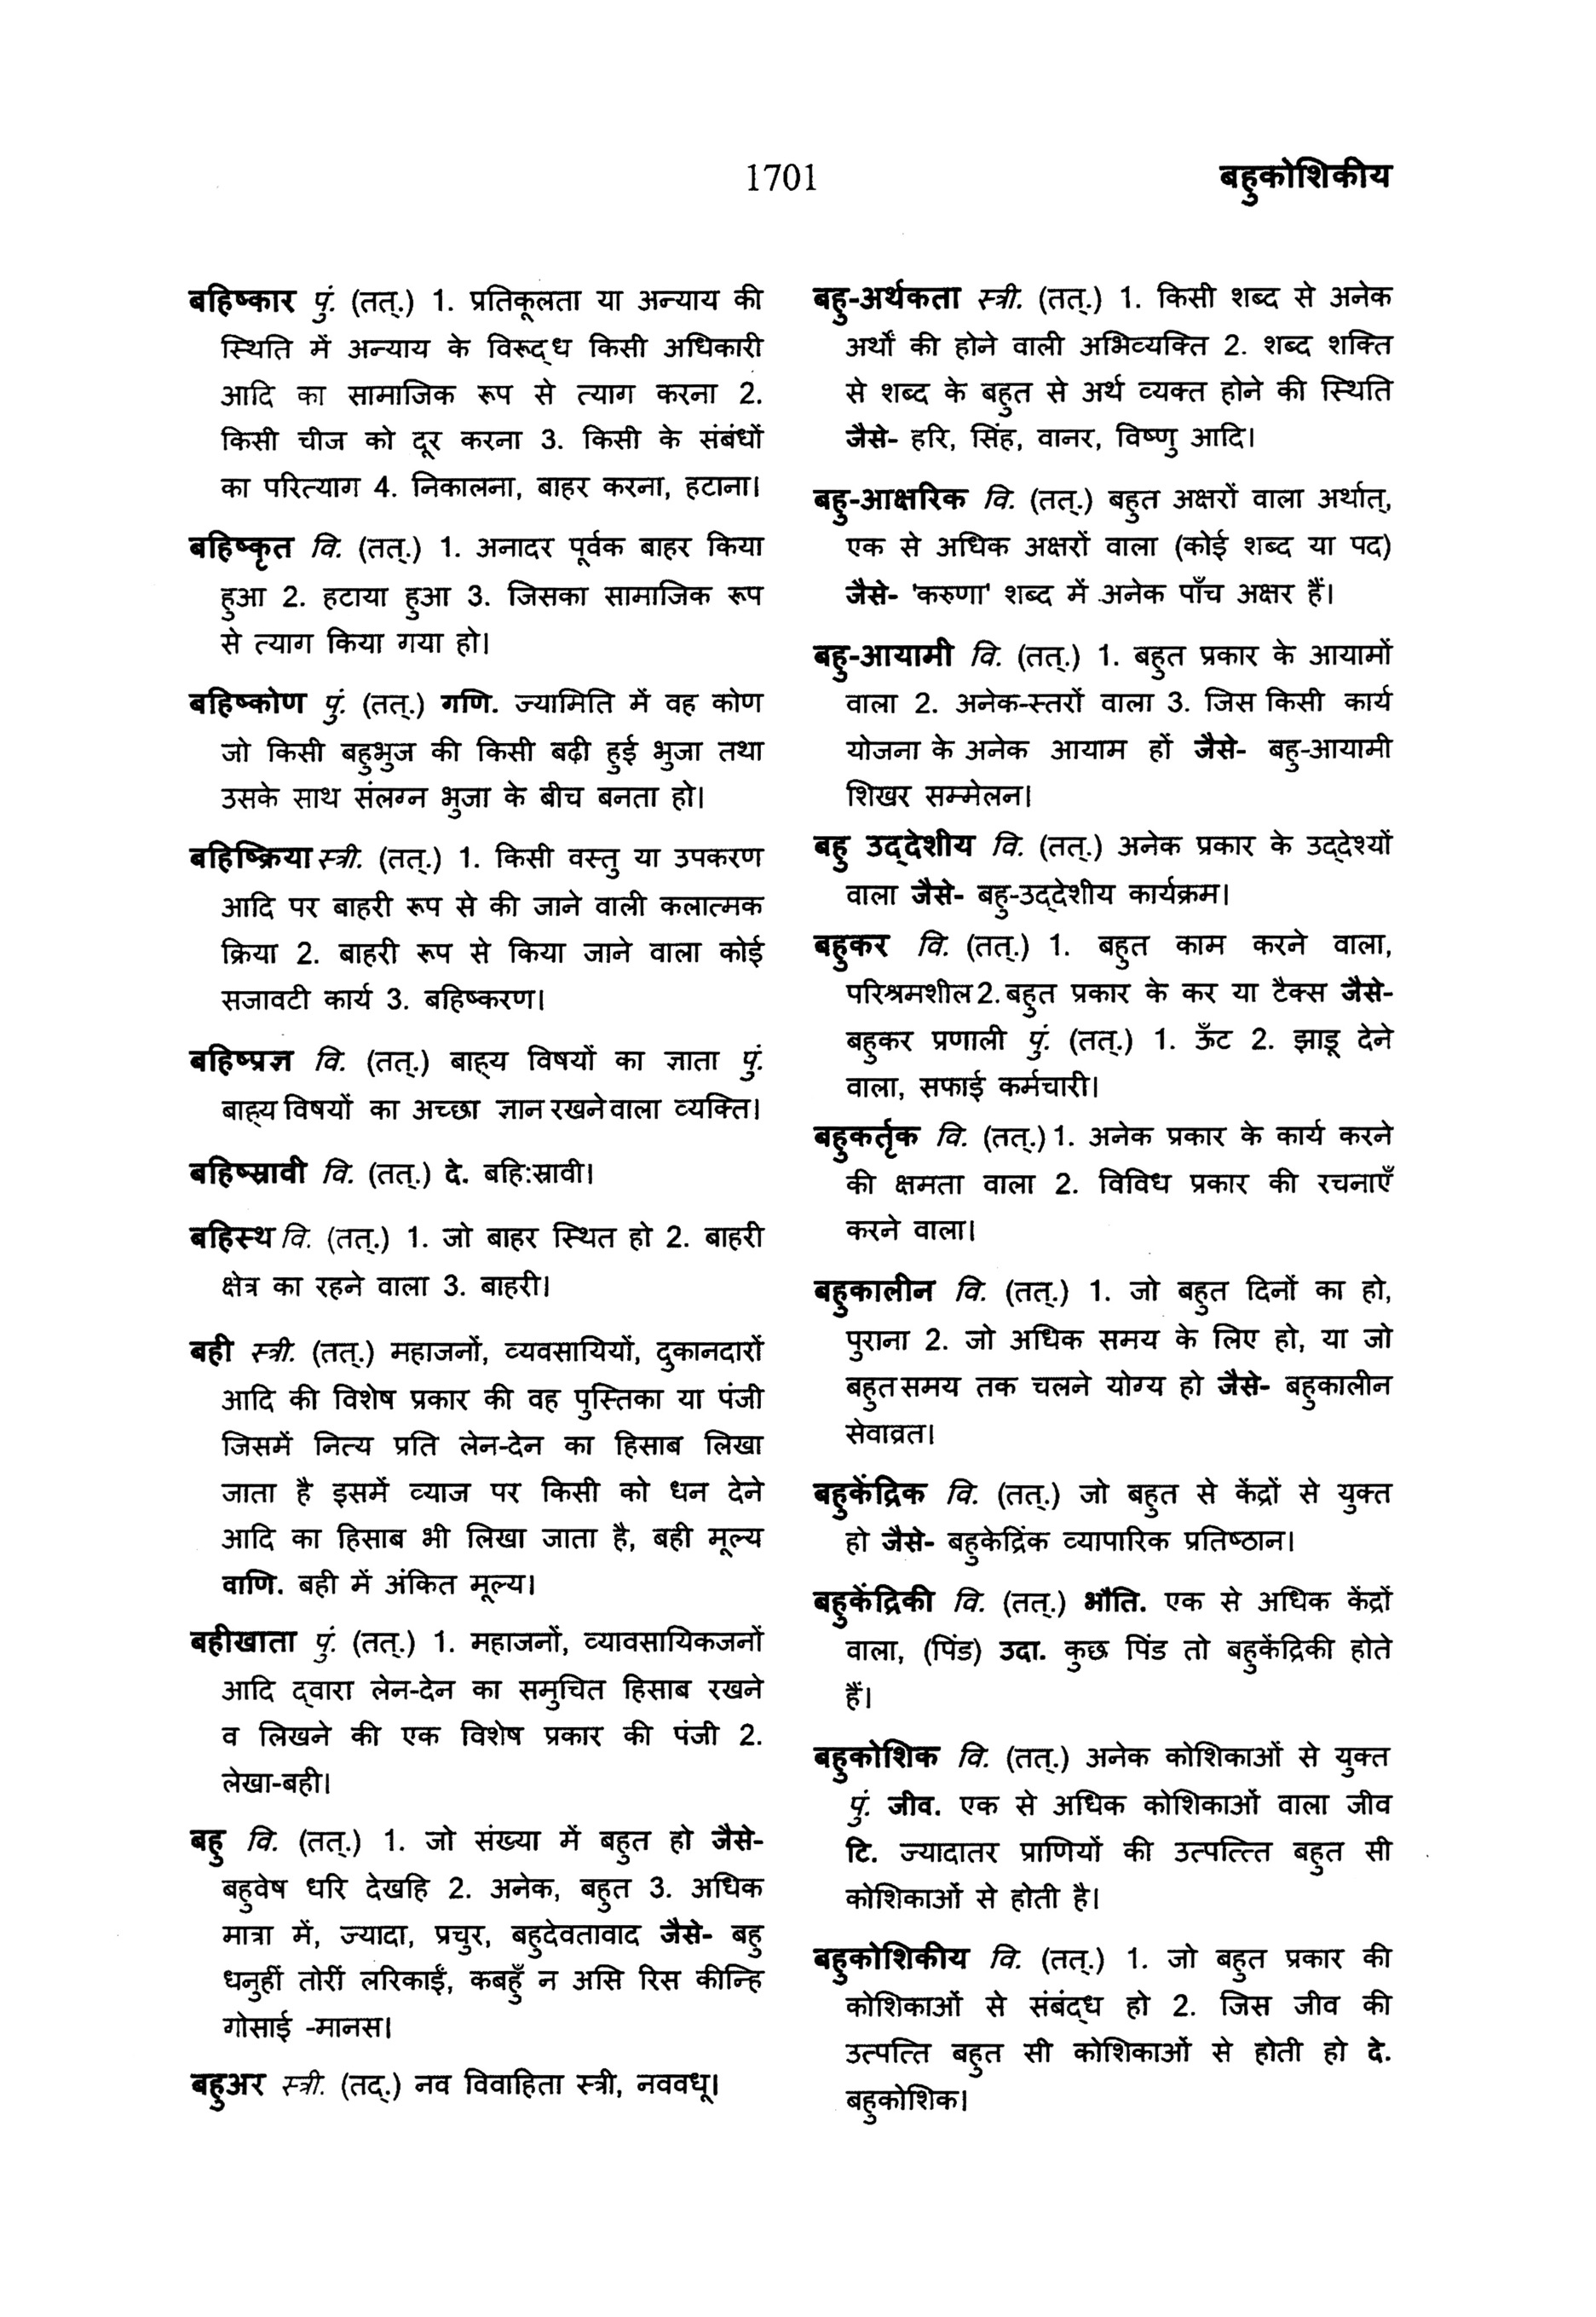 1701
बहुकोशिकीय
बहिष्कार पुं. (तत्.) 1. प्रतिकूलता या अन्याय की
स्थिति में अन्याय के विरूद्ध किसी अधिकारी
आदि का सामाजिक रूप से त्याग करना 2.
किसी चीज को दूर करना 3. किसी के संबंधों
का परित्याग 4. निकालना, बाहर करना, हटाना।
बहिष्कृत वि. (तत्.) 1. अनादर पूर्वक बाहर किया
हुआ 2. हटाया हुआ 3. जिसका सामाजिक रूप
से त्याग किया गया हो।
बहिष्कोण पुं. (तत्.) गणि. ज्यामिति में वह कोण
जो किसी बहुभुज की किसी बढ़ी हुई भुजा तथा
उसके साथ संलग्न भुजा के बीच बनता हो।
बहिष्क्रिया स्त्री. (तत्.) 1. किसी वस्तु या उपकरण
आदि पर बाहरी रूप से की जाने वाली कलात्मक
क्रिया 2. बाहरी रूप से किया जाने वाला कोई
सजावटी कार्य 3. बहिष्करण।
बहिष्प्रज्ञ वि. (तत्.) बाह्य विषयों का ज्ञाता पुं.
बाह्य विषयों का अच्छा ज्ञान रखने वाला व्यक्ति।
बहिष्स्रावी वि. (तत्.) दे. बहि:स्रावी।
बहिस्थ वि. (तत्.) 1. जो बाहर स्थित हो 2. बाहरी
क्षेत्र का रहने वाला 3. बाहरी।
बही स्त्री. (तत्.) महाजनों, व्यवसायियों, दुकानदारों
आदि की विशेष प्रकार की वह पुस्तिका या पंजी
जिसमें नित्य प्रति लेन-देन का हिसाब लिखा
जाता है इसमें व्याज पर किसी को धन देने
आदि का हिसाब भी लिखा जाता है, बही मूल्य
वाणि. बही में अंकित मूल्य।
बहीखाता पुं. (तत्.) 1. महाजनों, व्यावसायिकजनों
आदि द्वारा लेन-देन का समुचित हिसाब रखने
व लिखने की एक विशेष प्रकार की पंजी 2.
लेखा-बही।
बहु वि. (तत्.) 1. जो संख्या में बहुत हो जैसे-
बहुवेष धरि देखहि 2. अनेक, बहुत 3. अधिक
मात्रा में, ज्यादा, प्रचुर, बहुदेवतावाद जैसे- बहु
धनुहीं तोरीं लरिकाईं, कबहुँ न असि रिस कीन्हि
गोसाई -मानस।
बहुअर स्त्री. (तद्.) नव विवाहिता स्त्री, नववधू।
बहु-अर्थकता स्त्री. (तत्.) 1. किसी शब्द से अनेक
अर्थों की होने वाली अभिव्यक्ति 2. शब्द शक्ति
से शब्द के बहुत से अर्थ व्यक्त होने की स्थिति
जैसे- हरि, सिंह, वानर, विष्णु आदि।
बहु-आक्षरिक वि. (तत्.) बहुत अक्षरों वाला अर्थात्,
एक से अधिक अक्षरों वाला (कोई शब्द या पद)
जैसे- 'करुणा' शब्द में अनेक पाँच अक्षर हैं।
बहु-आयामी वि. (तत्.) 1. बहुत प्रकार के आयामों
वाला 2. अनेक-स्तरों वाला 3. जिस किसी कार्य
योजना के अनेक आयाम हों जैसे- बहु-आयामी
शिखर सम्मेलन।
बहु उद्देशीय वि. (तत्.) अनेक प्रकार के उद्देश्यों
वाला जैसे- बहु-उद्देशीय कार्यक्रम।
बहुकर वि. (तत्.) 1. बहुत काम करने वाला,
परिश्रमशील 2. बहुत प्रकार के कर या टैक्स जैसे-
बहुकर प्रणाली पुं. (तत्.) 1. ऊँट 2. झाडू देने
वाला, सफाई कर्मचारी।
बहुकर्तृक वि. (तत्.) 1. अनेक प्रकार के कार्य करने
की क्षमता वाला 2. विविध प्रकार की रचनाएँ
करने वाला।
बहुकालीन वि. (तत्.) 1. जो बहुत दिनों का हो,
पुराना 2. जो अधिक समय के लिए हो, या जो
बहुत समय तक चलने योग्य हो जैसे- बहुकालीन
सेवाव्रत।
बहुकेंद्रिक वि. (तत्.) जो बहुत से केंद्रों से युक्त
हो जैसे- बहुकेद्रिंक व्यापारिक प्रतिष्ठान।
बहुकेंद्रिकी वि. (तत्.) भौति. एक से अधिक केंद्रों
वाला, (पिंड) उदा. कुछ पिंड तो बहुकेंद्रिकी होते
हैं।
बहुकोशिक वि. (तत्.) अनेक कोशिकाओं से युक्त
पुं. जीव. एक से अधिक कोशिकाओं वाला जीव
टि. ज्यादातर प्राणियों की उत्पत्त्ति बहुत सी
कोशिकाओं से होती है।
बहुकोशिकीय वि. (तत्.) 1. जो बहुत प्रकार की
कोशिकाओं से संबंद्ध हो 2. जिस जीव की
उत्पत्ति बहुत सी कोशिकाओं से होती हो दे.
बहुकोशिक।